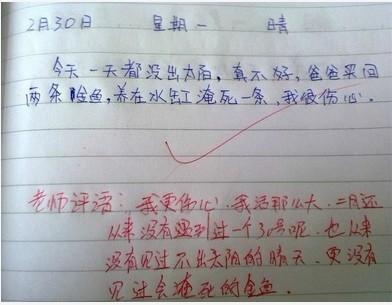 2月30日 星期一 晴
今天一天都没出太阳，真不好，爸爸买回
两条金鱼，养在水缸淹死一条，我很伤心。
老师评语：我更伤心，我活那么大，二月还
从来没有遇到过一个30号呢，也从来
没有见过不出太阳的晴天，更没有
见过会淹死的金鱼。